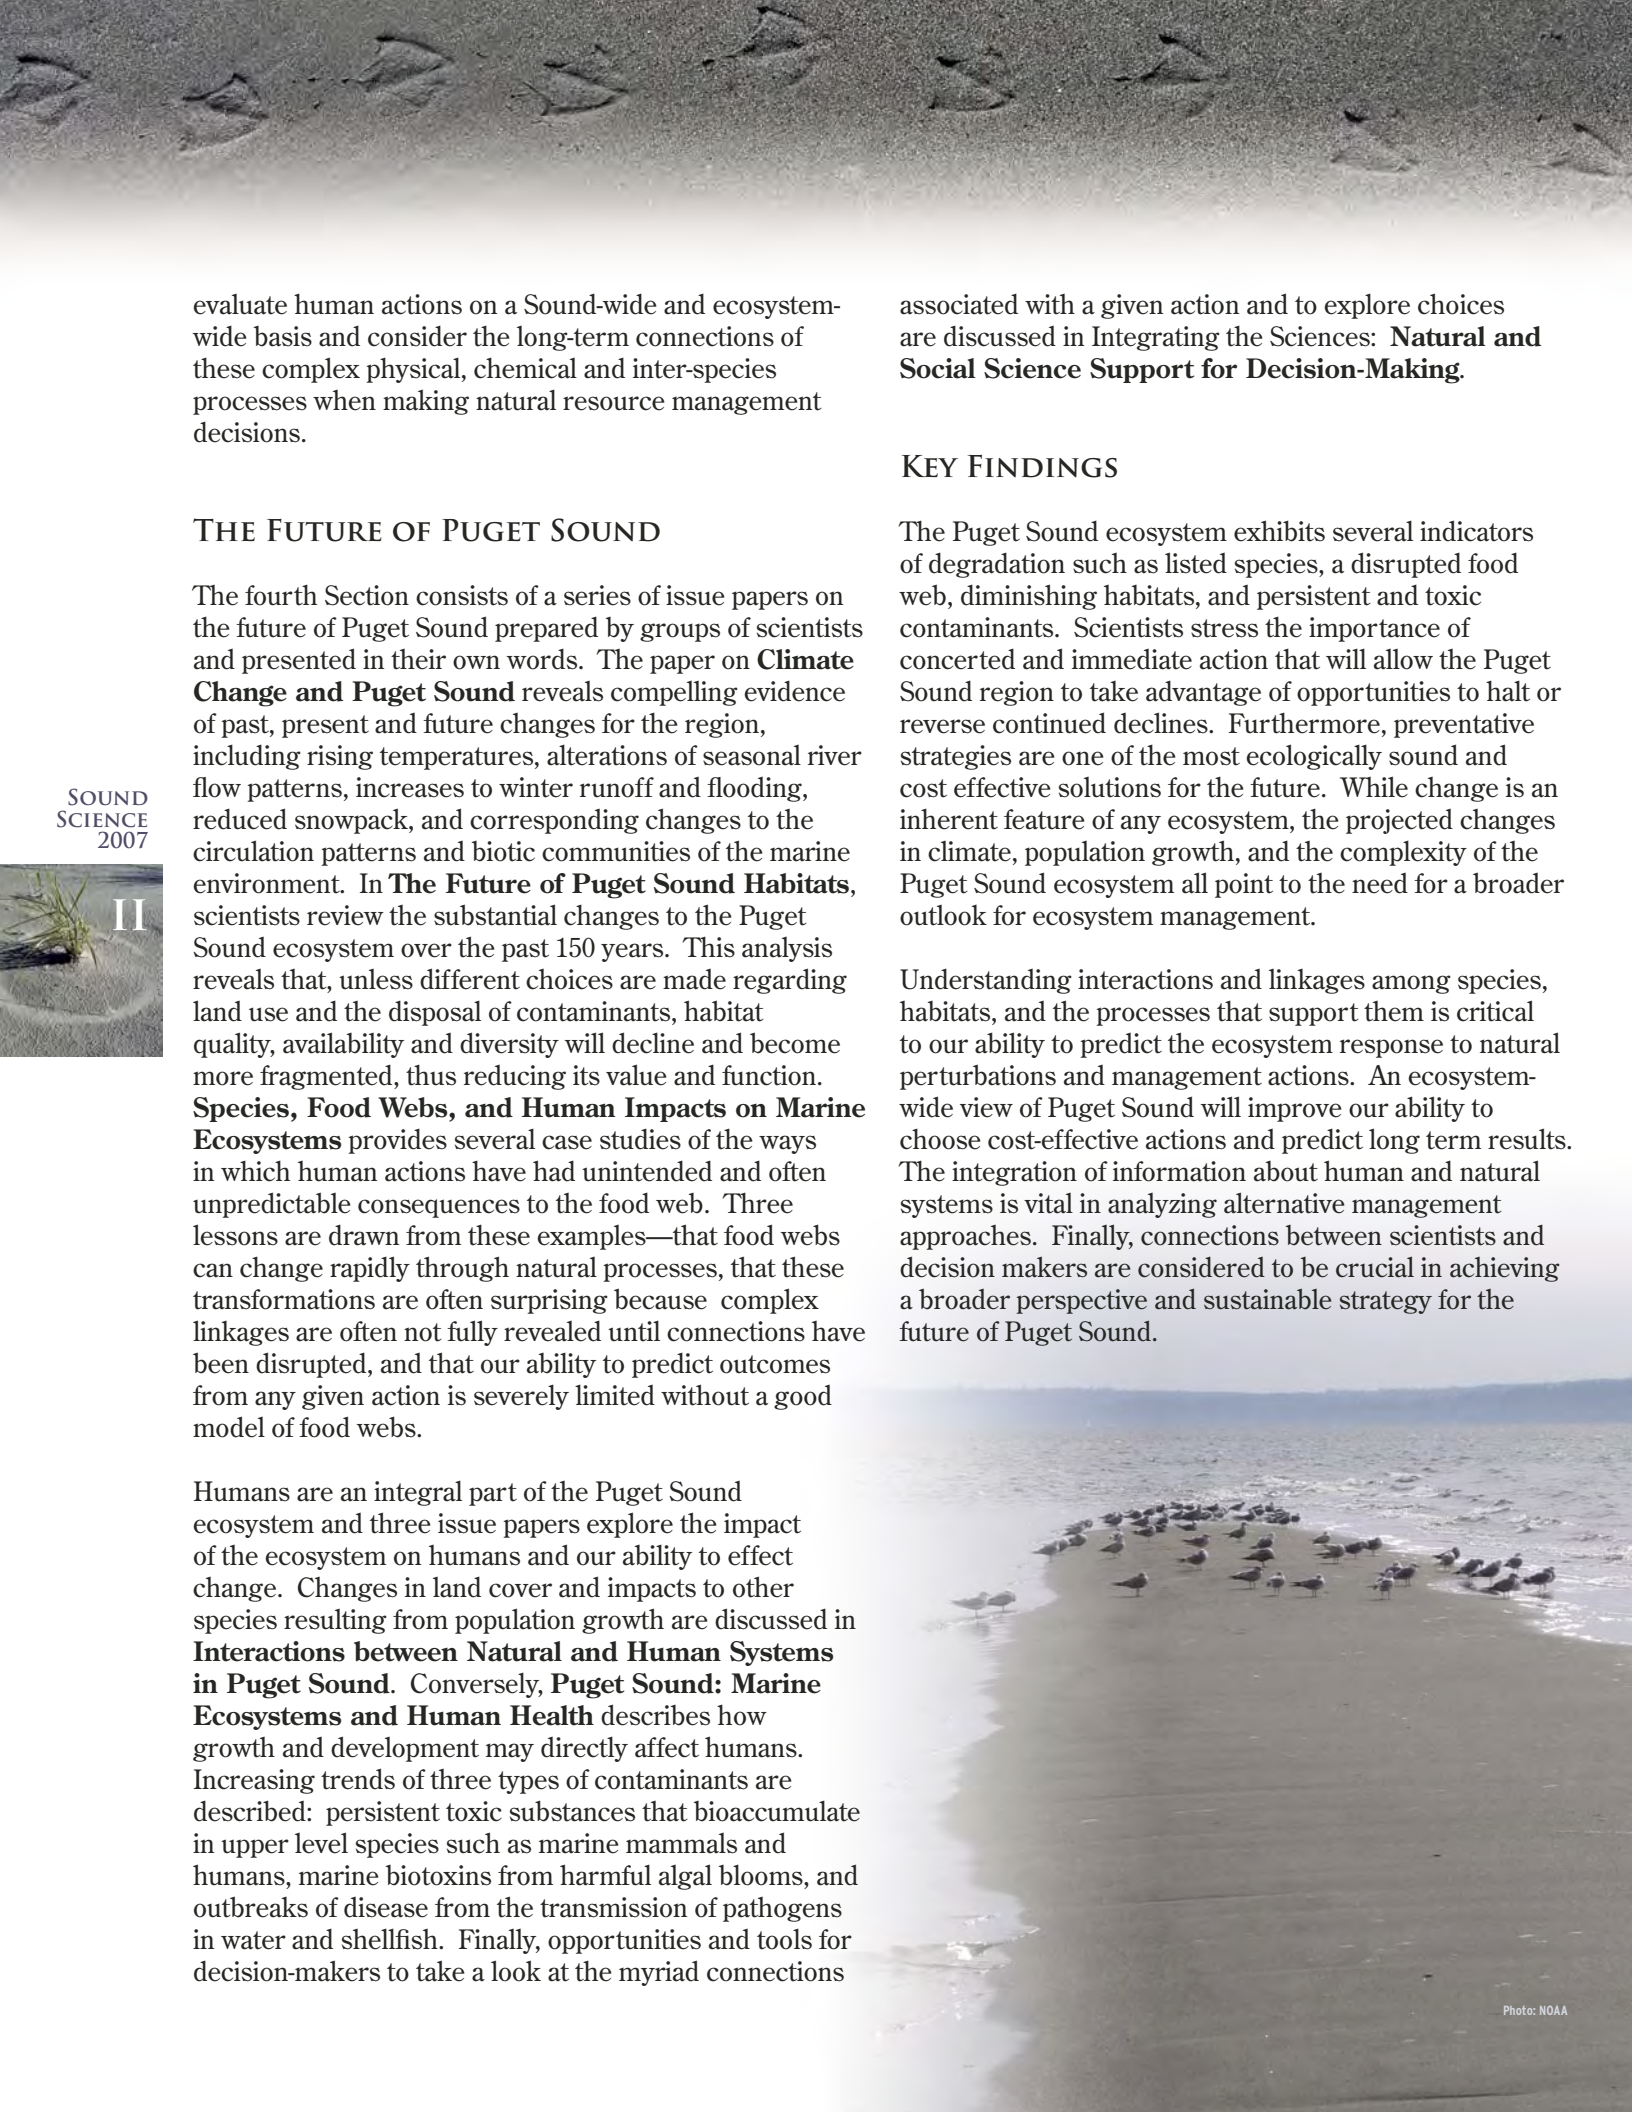 evaluate human actions on a Sound-wide and ecosystem-
wide basis and consider the long-term connections of
these complex physical, chemical and inter-species
processes when making natural resource management
decisions.
The Future of Puget Sound
The fourth Section consists of a series of issue papers on
the future of Puget Sound prepared by groups of scientists
and presented in their own words.  The paper on Climate
Change and Puget Sound reveals compelling evidence
of past, present and future changes for the region,
including rising temperatures, alterations of seasonal river
flow patterns, increases to winter runoff and flooding,
reduced snowpack, and corresponding changes to the
circulation patterns and biotic communities of the marine
environment.  In The Future of Puget Sound Habitats,
scientists review the substantial changes to the Puget
Sound ecosystem over the past 150 years.  This analysis
reveals that, unless different choices are made regarding
land use and the disposal of contaminants, habitat
quality, availability and diversity will decline and become
more fragmented, thus reducing its value and function.
Species, Food Webs, and Human Impacts on Marine
Ecosystems provides several case studies of the ways
in which human actions have had unintended and often
unpredictable consequences to the food web.  Three
lessons are drawn from these examples—that food webs
can change rapidly through natural processes, that these
transformations are often surprising because  complex
linkages are often not fully revealed until connections have
been disrupted, and that our ability to predict outcomes
from any given action is severely limited without a good
model of food webs.
Humans are an integral part of the Puget Sound
ecosystem and three issue papers explore the impact
of the ecosystem on humans and our ability to effect
change.  Changes in land cover and impacts to other
species resulting from population growth are discussed in
Interactions between Natural and Human Systems
in Puget Sound.  Conversely, Puget Sound: Marine
Ecosystems and Human Health describes how
growth and development may directly affect humans.
Increasing trends of three types of contaminants are
described:  persistent toxic substances that bioaccumulate
in upper level species such as marine mammals and
humans, marine biotoxins from harmful algal blooms, and
outbreaks of disease from the transmission of pathogens
in water and shellfish.  Finally, opportunities and tools for
decision-makers to take a look at the myriad connections
associated with a given action and to explore choices
are discussed in Integrating the Sciences:  Natural and
Social Science Support for Decision-Making.
Key Findings
The Puget Sound ecosystem exhibits several indicators
of degradation such as listed species, a disrupted food
web, diminishing habitats, and persistent and toxic
contaminants.  Scientists stress the importance of
concerted and immediate action that will allow the Puget
Sound region to take advantage of opportunities to halt or
reverse continued declines.  Furthermore, preventative
strategies are one of the most ecologically sound and
cost effective solutions for the future.  While change is an
inherent feature of any ecosystem, the projected changes
in climate, population growth, and the complexity of the
Puget Sound ecosystem all point to the need for a broader
outlook for ecosystem management.
Understanding interactions and linkages among species,
habitats, and the processes that support them is critical
to our ability to predict the ecosystem response to natural
perturbations and management actions.  An ecosystem-
wide view of Puget Sound will improve our ability to
choose cost-effective actions and predict long term results.
The integration of information about human and natural
systems is vital in analyzing alternative management
approaches.  Finally, connections between scientists and
decision makers are considered to be crucial in achieving
a broader perspective and sustainable strategy for the
future of Puget Sound.
Sound
Science
2007
II
Photo: NOAA